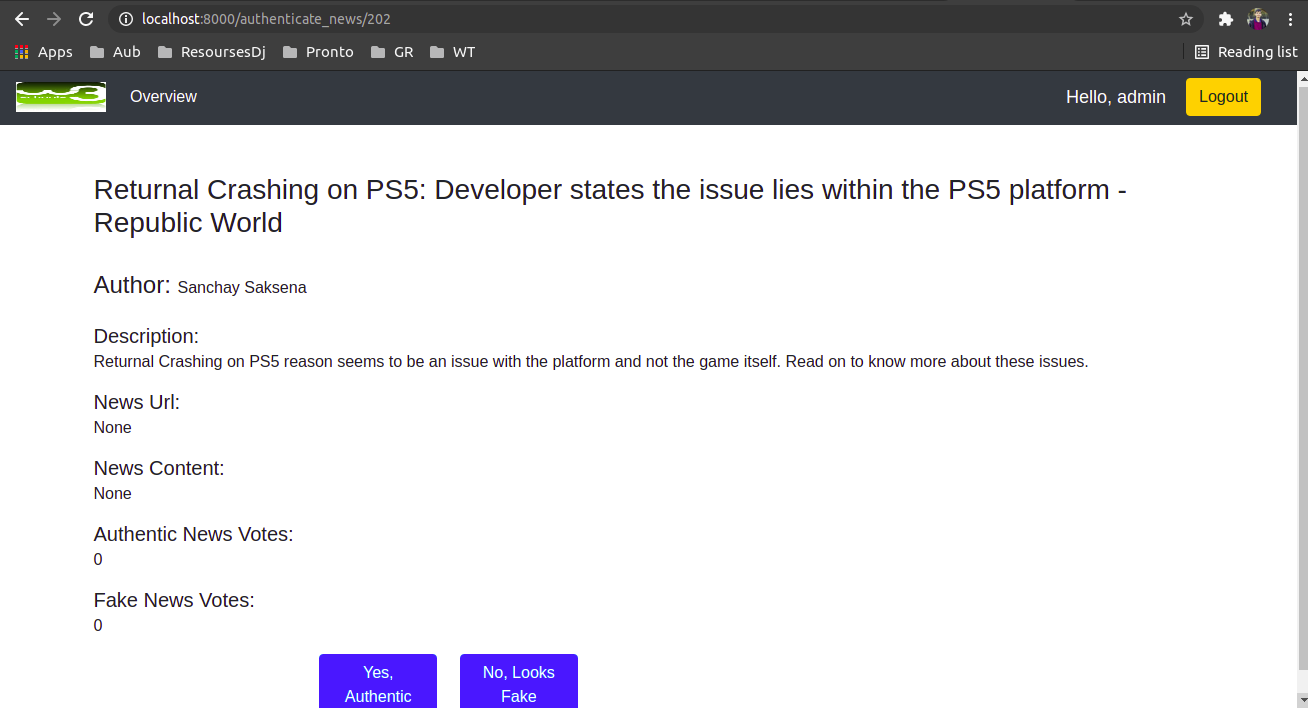 localhost:8000/authenticate_news/202
Apps Aub ResoursesDj Pronto GR WT Reading list
Overview Hello, admin Logout
Returnal Crashing on PS5: Developer states the issue lies within the PS5 platform -
Republic World
Author: Sanchay Saksena
Description:
Returnal Crashing on PS5 reason seems to be an issue with the platform and not the game itself. Read on to know more about these issues.
News Url:
None
News Content:
None
Authentic News Votes:
0
Fake News Votes:
0
Yes,
Authentic
No, Looks
Fake